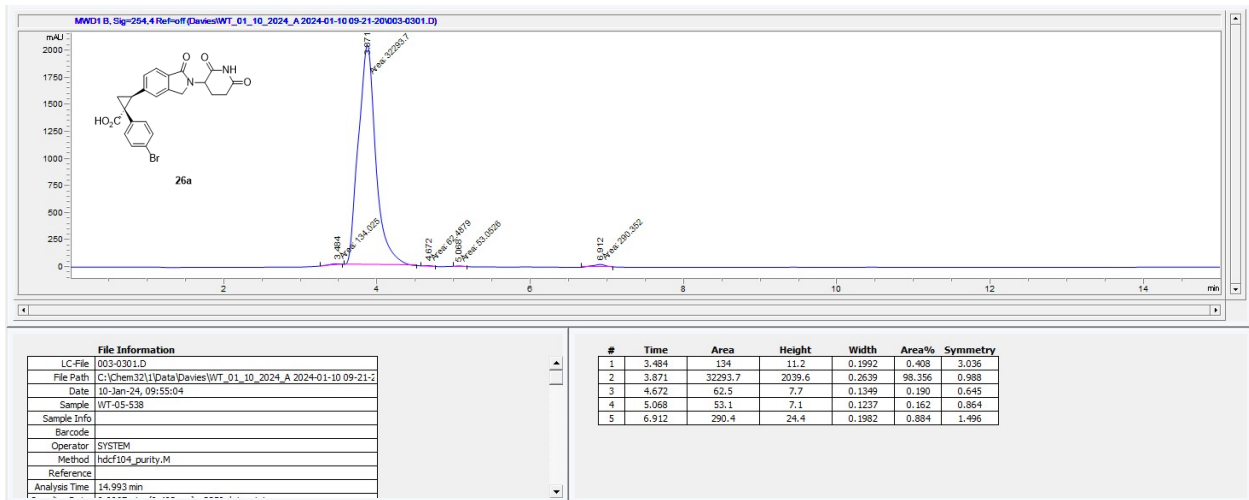 MWD1 B, Sig=254,4 Ref=off (Davies\WT_01_10_2024_A 2024-01-10 09-21-20\003-0301.D)
mAU
2000
1750
1500
1250
1000
750
500
250
0
O
O
NH
N
O
HO2C
Br
26a
3.484
Area: 134.025
3.871
Area: 32293.7
4.672
Area: 62.4879
5.068
Area: 53.0526
6.912
Area: 290.352
2 4 6 8 10 12 14 min
File Information
LC-File 003-0301.D
File Path C:\Chem32\1\Data\Davies\WT_01_10_2024_A 2024-01-10 09-21-2
Date 10-Jan-24, 09:55:04
Sample WT-05-538
Sample Info
Barcode
Operator SYSTEM
Method hdcf104_purity.M
Reference
Analysis Time 14.993 min
# Time Area Height Width Area% Symmetry
1 3.484 134 11.2 0.1992 0.408 3.036
2 3.871 32293.7 2039.6 0.2639 98.356 0.988
3 4.672 62.5 7.7 0.1349 0.190 0.645
4 5.068 53.1 7.1 0.1237 0.162 0.864
5 6.912 290.4 24.4 0.1982 0.884 1.496